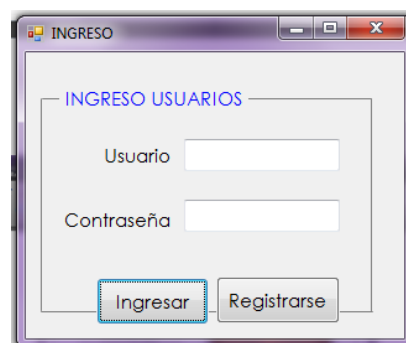 INGRESO
INGRESO USUARIOS
Usuario
Contraseña
Ingresar Registrarse